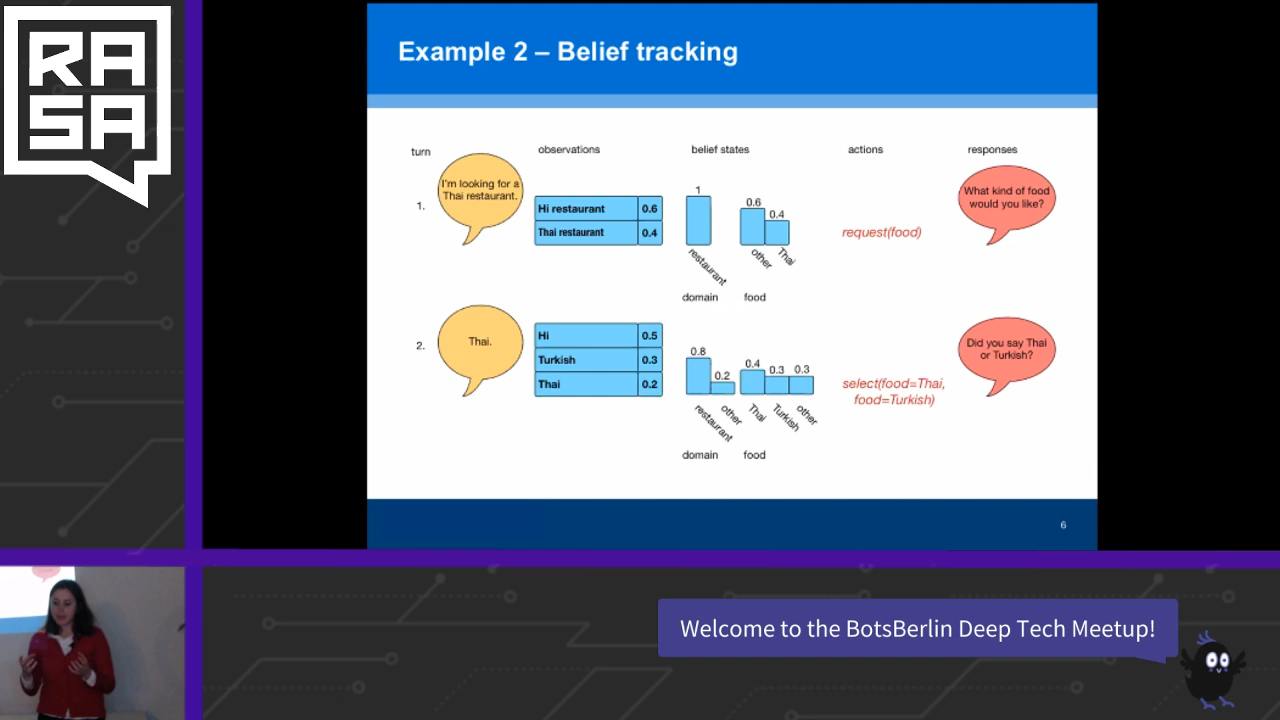 RASA
Example 2 – Belief tracking
turn
observations
belief states
actions
responses
1.
I'm looking for a
Thai restaurant.
Hi restaurant 0.6
Thai restaurant 0.4
1
restaurant
domain
0.6
0.4
other
Thai
food
request(food)
What kind of food
would you like?
2.
Thai.
Hi 0.5
Turkish 0.3
Thai 0.2
0.8
0.2
restaurant
other
domain
0.4
0.3
0.3
Thai
Turkish
other
food
select(food=Thai,
food=Turkish)
Did you say Thai
or Turkish?
6
Welcome to the BotsBerlin Deep Tech Meetup!